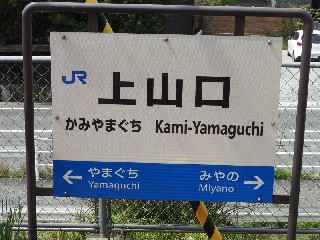 JR
上山口
かみやまぐち Kami-Yamaguchi
← やまぐち みやの →
Yamaguchi Miyano